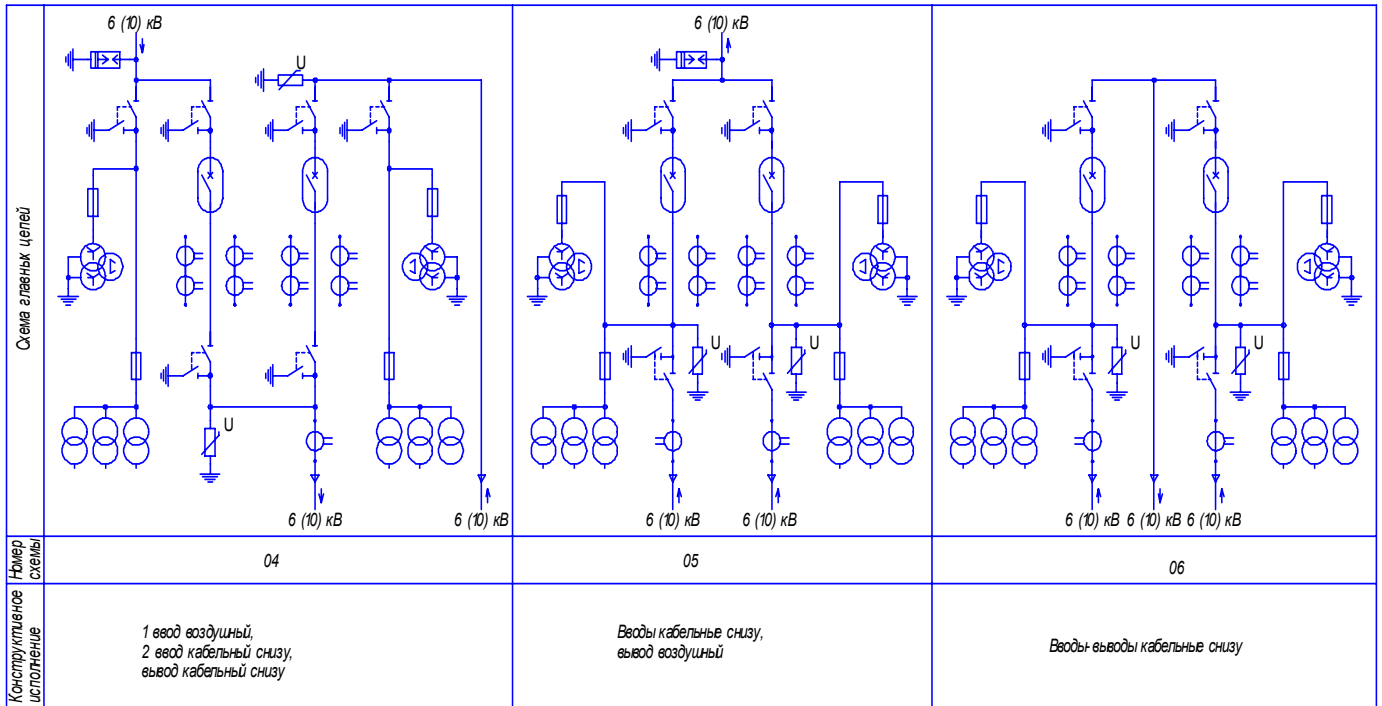 Схема главных цепей
6 (10) кВ
U
U
6 (10) кВ
6 (10) кВ
6 (10) кВ
U
U
6 (10) кВ
6 (10) кВ
U
U
6 (10) кВ
6 (10) кВ
6 (10) кВ
Номер
схемы
04
05
06
Конструктивное
исполнение
1 ввод воздушный,
2 ввод кабельный снизу,
вывод кабельный снизу
Вводы кабельные снизу,
вывод воздушный
Вводы-выводы кабельные снизу